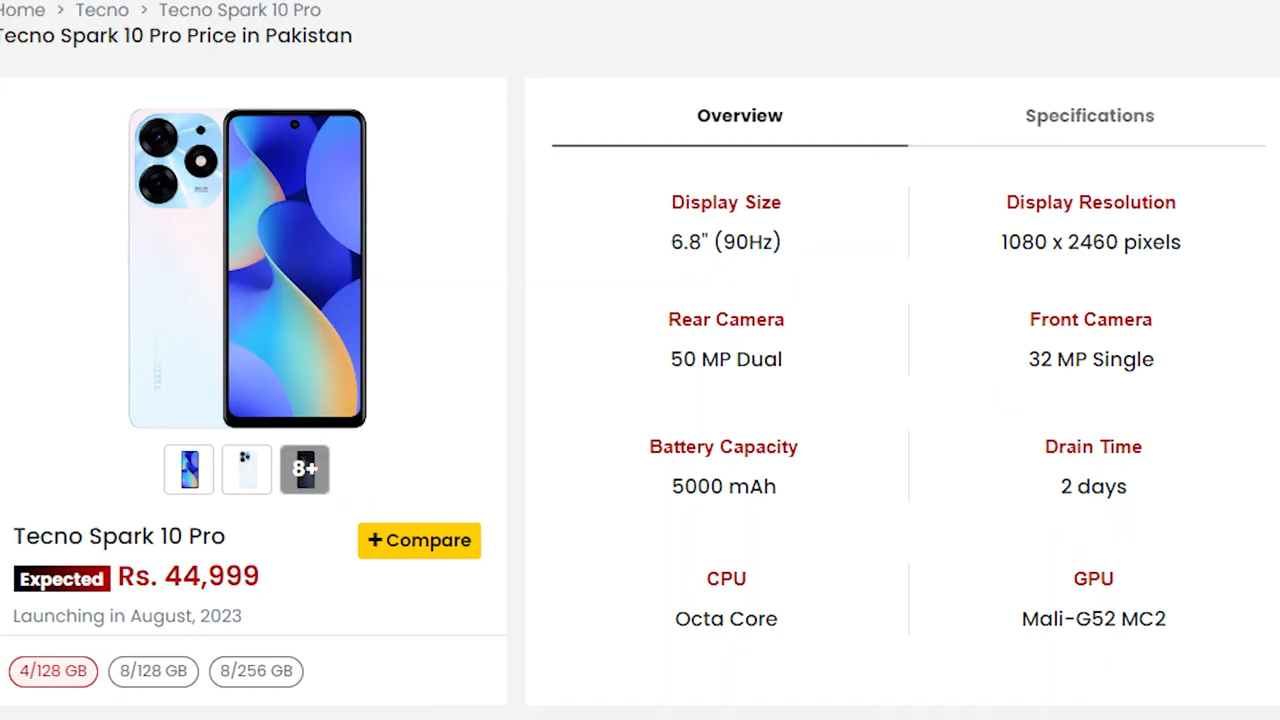 Home > Tecno > Tecno Spark 10 Pro
Tecno Spark 10 Pro Price in Pakistan
Overview
Specifications
Display Size
6.8" (90Hz)
Display Resolution
1080 x 2460 pixels
Rear Camera
50 MP Dual
Front Camera
32 MP Single
Battery Capacity
5000 mAh
Drain Time
2 days
CPU
Octa Core
GPU
Mali-G52 MC2
8+
Tecno Spark 10 Pro
+ Compare
Expected Rs. 44,999
Launching in August, 2023
4/128 GB
8/128 GB
8/256 GB